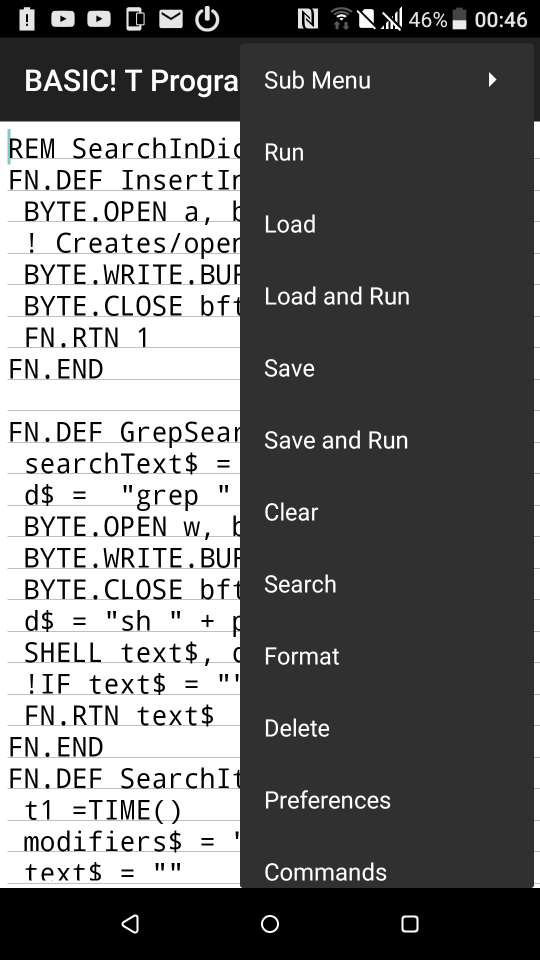 46% 00:46
BASIC! T Progra
REM SearchInDic
FN.DEF InsertIn
BYTE.OPEN a, b
! Creates/oper
BYTE.WRITE.BUF
BYTE.CLOSE bft
FN.RTN 1
FN.END
FN.DEF GrepSear
searchText$ =
d$ =  "grep "
BYTE.OPEN w, b
BYTE.WRITE.BUF
BYTE.CLOSE bft
d$ = "sh " + p
SHELL text$, d
!IF text$ = ""
FN.RTN text$
FN.END
FN.DEF SearchIt
t1 =TIME()
modifiers$ = "
text$ = ""
Sub Menu
Run
Load
Load and Run
Save
Save and Run
Clear
Search
Format
Delete
Preferences
Commands